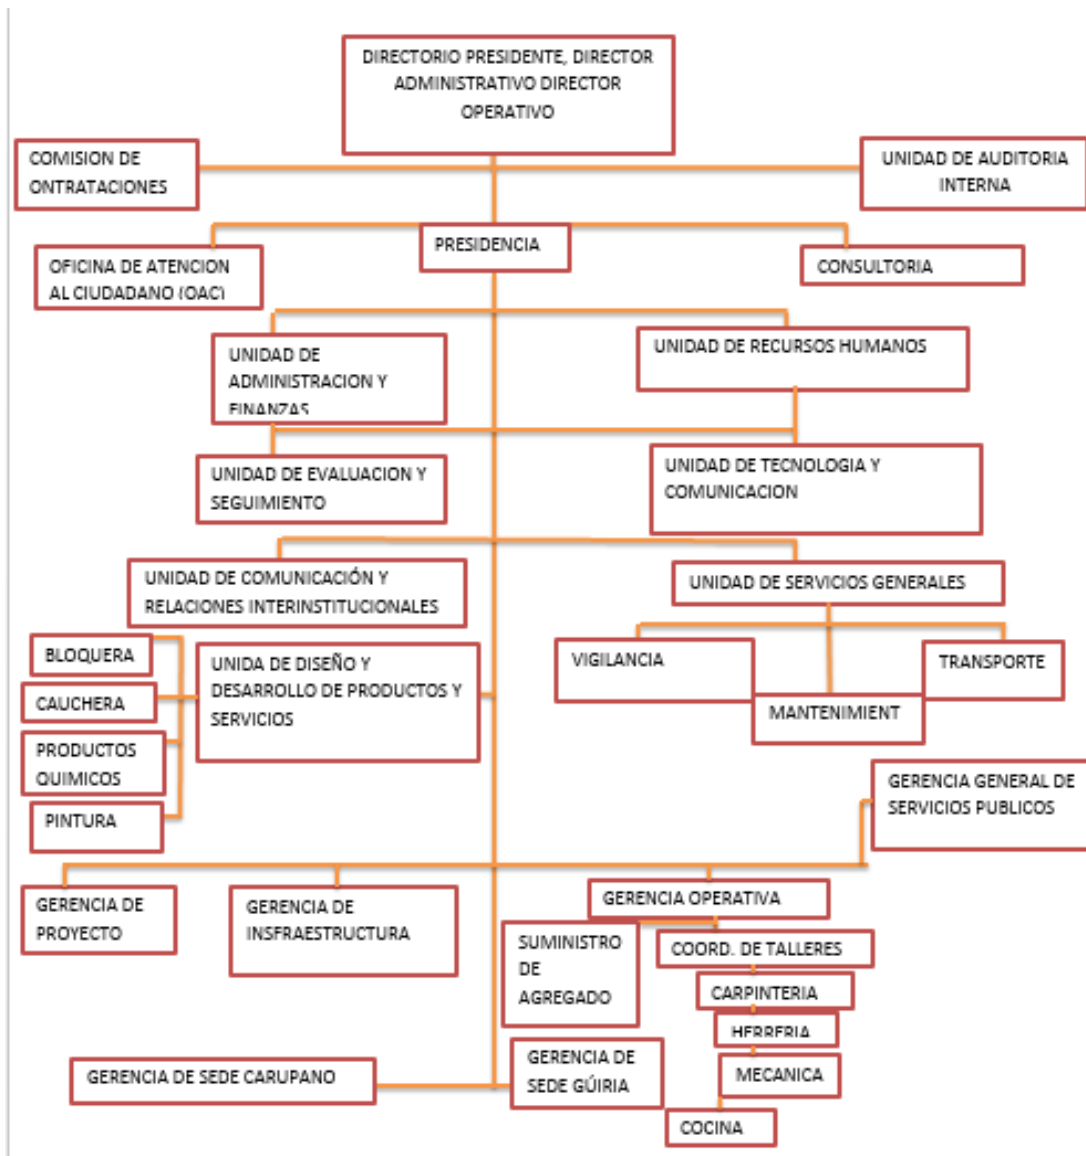 DIRECTORIO PRESIDENTE, DIRECTOR
ADMINISTRATIVO DIRECTOR
OPERATIVO
COMISION DE
ONTRATACIONES
UNIDAD DE AUDITORIA
INTERNA
PRESIDENCIA
OFICINA DE ATENCION
AL CIUDADANO (OAC)
CONSULTORIA
UNIDAD DE
ADMINISTRACION Y
FINANZAS
UNIDAD DE RECURSOS HUMANOS
UNIDAD DE EVALUACION Y
SEGUIMIENTO
UNIDAD DE TECNOLOGIA Y
COMUNICACION
UNIDAD DE COMUNICACIÓN Y
RELACIONES INTERINSTITUCIONALES
UNIDAD DE SERVICIOS GENERALES
BLOQUERA
CAUCHERA
PRODUCTOS
QUIMICOS
PINTURA
UNIDA DE DISEÑO Y
DESARROLLO DE PRODUCTOS Y
SERVICIOS
VIGILANCIA
MANTENIMIENT
TRANSPORTE
GERENCIA GENERAL DE
SERVICIOS PUBLICOS
GERENCIA DE
PROYECTO
GERENCIA DE
INSFRAESTRUCTURA
GERENCIA OPERATIVA
SUMINISTRO
DE
AGREGADO
COORD. DE TALLERES
CARPINTERIA
HERRERIA
MECANICA
COCINA
GERENCIA DE SEDE CARUPANO
GERENCIA DE
SEDE GÚIRIA